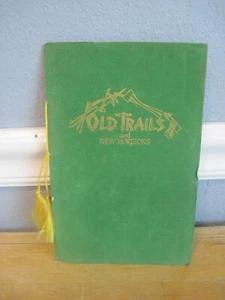 OLD TRAILS
and
NEW HORIZONS